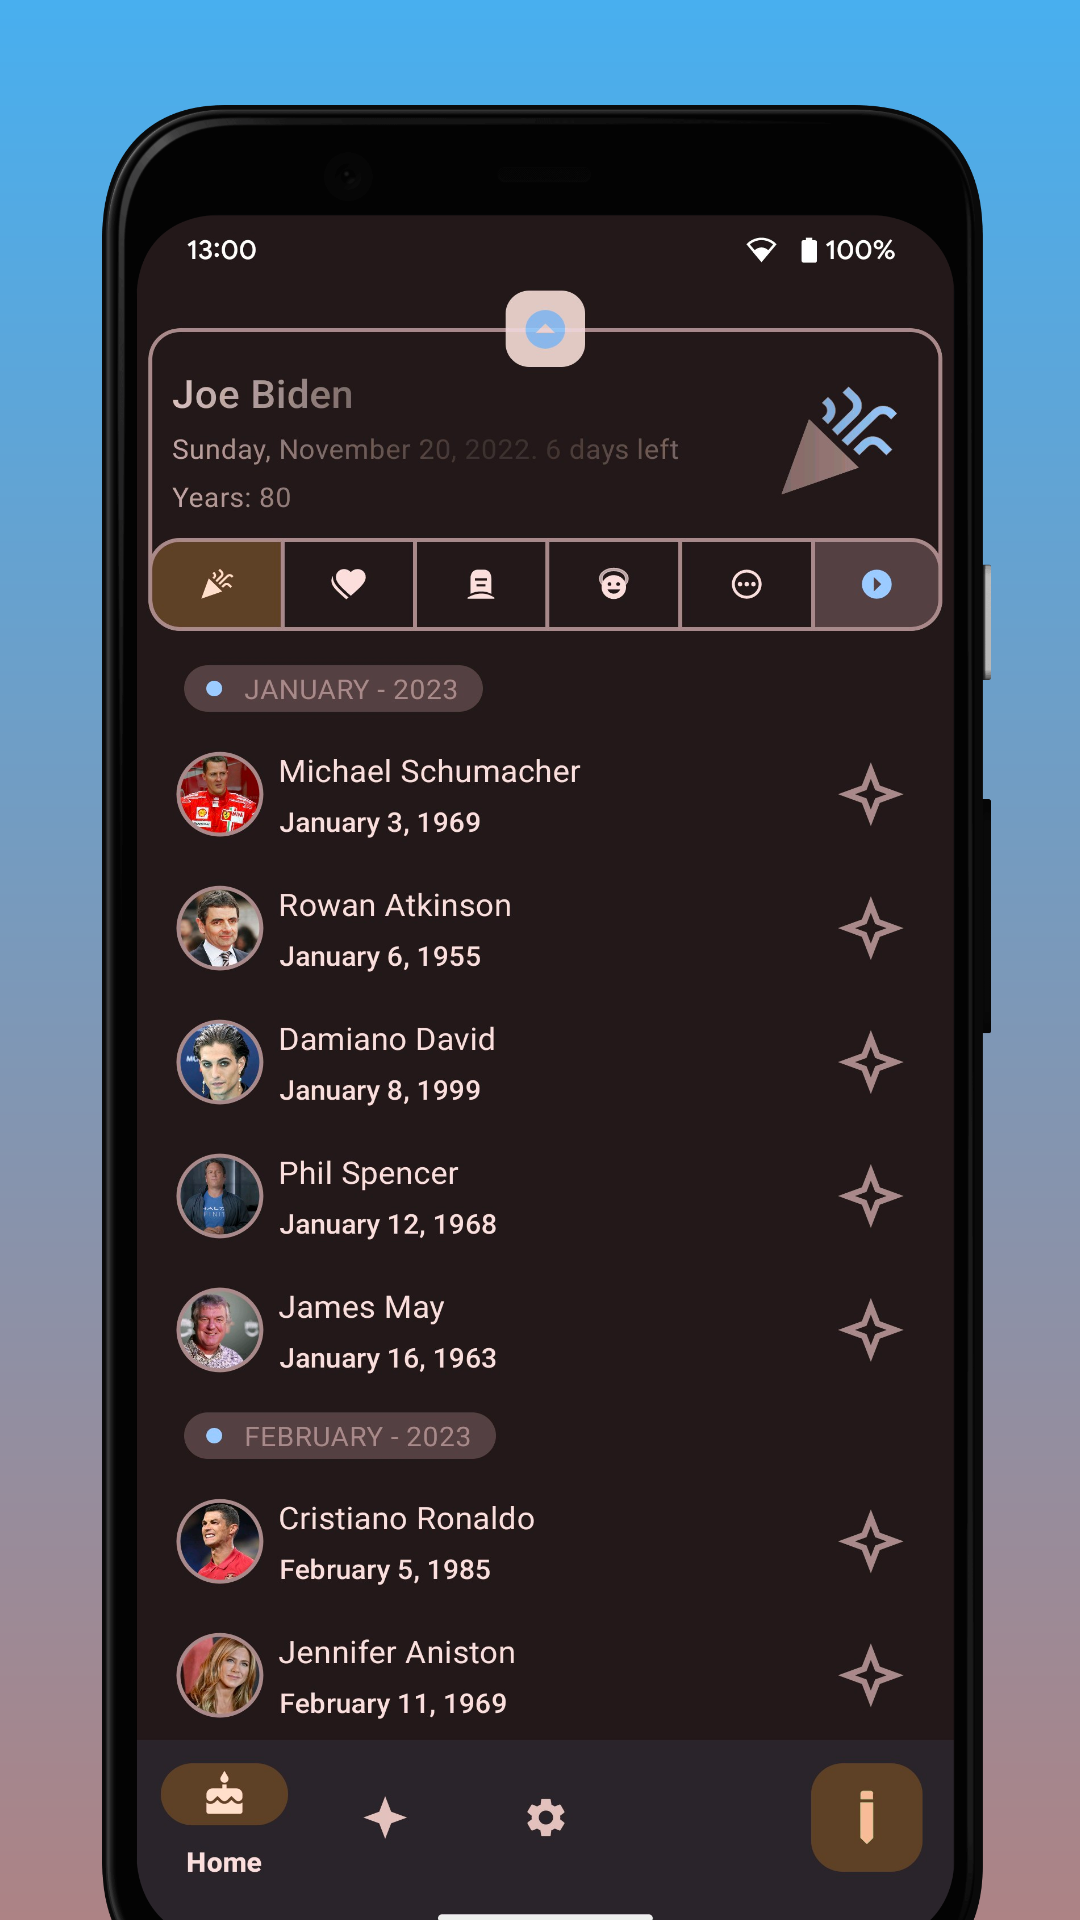 13:00
100%
Joe Biden
Sunday, November 20, 2022. 6 days left
Years: 80
JANUARY - 2023
Michael Schumacher
January 3, 1969
Rowan Atkinson
January 6, 1955
Damiano David
January 8, 1999
Phil Spencer
January 12, 1968
James May
January 16, 1963
FEBRUARY - 2023
Cristiano Ronaldo
February 5, 1985
Jennifer Aniston
February 11, 1969
Home